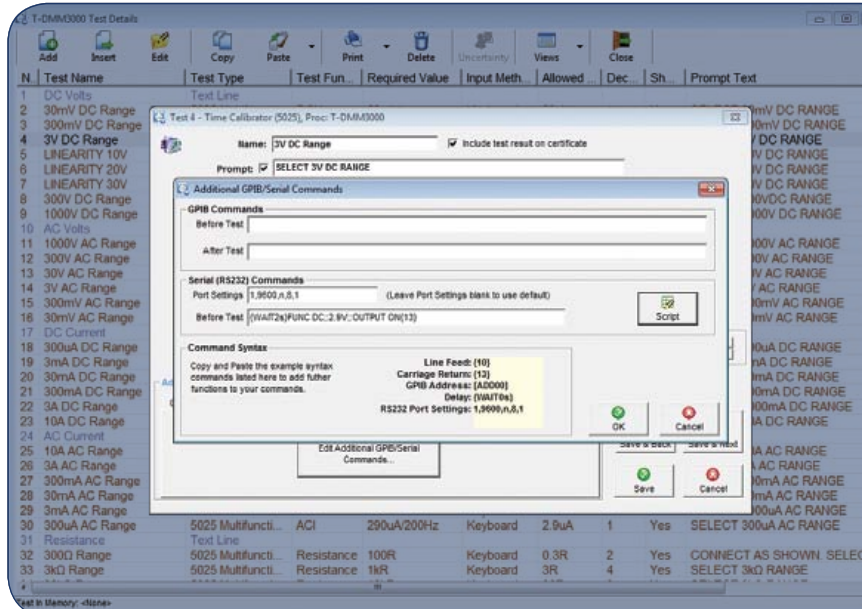 T-DMM3000 Test Details
Add Insert Edit Copy Paste Print Delete Uncertainty Views Close
N. Test Name Test Type Test Fun... Required Value Input Meth... Allowed Dec... Sh... Prompt Text
1 DC Volts Text Line
2 30mV DC Range
3 300mV DC Range
4 3V DC Range
5 LINEARITY 10V
6 LINEARITY 20V
7 LINEARITY 30V
8 300V DC Range
9 1000V DC Range
10 AC Volts
11 1000V AC Range
12 300V AC Range
13 30V AC Range
14 3V AC Range
15 300mV AC Range
16 30mV AC Range
17 DC Current
18 300uA DC Range
19 3mA DC Range
20 30mA DC Range
21 300mA DC Range
22 3A DC Range
23 10A DC Range
24 AC Current
25 10A AC Range
26 3A AC Range
27 300mA AC Range
28 30mA AC Range
29 3mA AC Range
30 300uA AC Range 5025 Multifuncti... ACI 290uA/200Hz Keyboard 2.9uA 1 Yes SELECT 300uA AC RANGE
31 Resistance Text Line
32 300Ω Range 5025 Multifuncti... Resistance 100R Keyboard 0.3R 2 Yes CONNECT AS SHOWN. SELEC
33 3kΩ Range 5025 Multifuncti... Resistance 1kR Keyboard 3R 4 Yes SELECT 3kΩ RANGE
Test in Memory: <None>
Test 4 - Time Calibrator (5025), Proc: T-DMM3000
Name: 3V DC Range Include test result on certificate
Prompt: SELECT 3V DC RANGE
Additional GPIB/Serial Commands
GPIB Commands
Before Test
After Test
Serial (RS232) Commands
Port Settings 1,9600,n,8,1 (Leave Port Settings blank to use default)
Script
Before Test {WAIT2s}FUNC DC;:2.9V;:OUTPUT ON{13}
Command Syntax
Copy and Paste the example syntax
commands listed here to add futher
functions to your commands.
Line Feed: {10}
Carriage Return: {13}
GPIB Address: [ADD00]
Delay: {WAIT0s}
RS232 Port Settings: 1,9600,n,8,1
OK Cancel
Edit Additional GPIB/Serial
Commands...
Save & Back Save & Next
Save Cancel